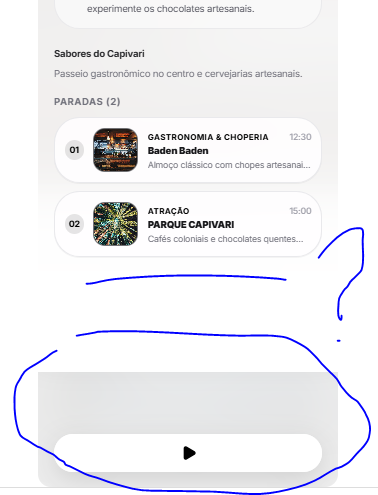 experimente os chocolates artesanais.
Sabores do Capivari
Passeio gastronômico no centro e cervejarias artesanais.
PARADAS (2)
01
GASTRONOMIA & CHOPERIA 12:30
Baden Baden
Almoço clássico com chopes artesanai...
02
ATRAÇÃO 15:00
PARQUE CAPIVARI
Cafés coloniais e chocolates quentes...
?